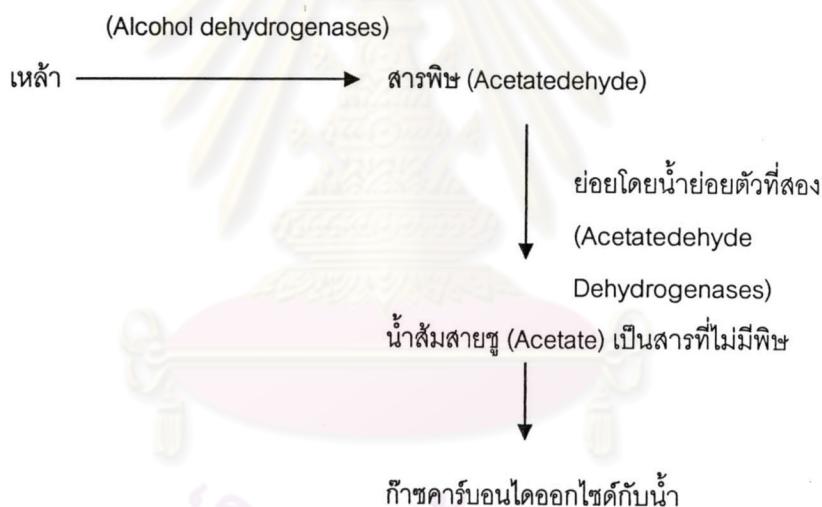 (Alcohol dehydrogenases)
เหล้า สารพิษ (Acetatedehyde)
ย่อยโดยน้ำย่อยตัวที่สอง
(Acetatedehyde
Dehydrogenases)
น้ำส้มสายชู (Acetate) เป็นสารที่ไม่มีพิษ
ก๊าซคาร์บอนไดออกไซด์กับน้ำ